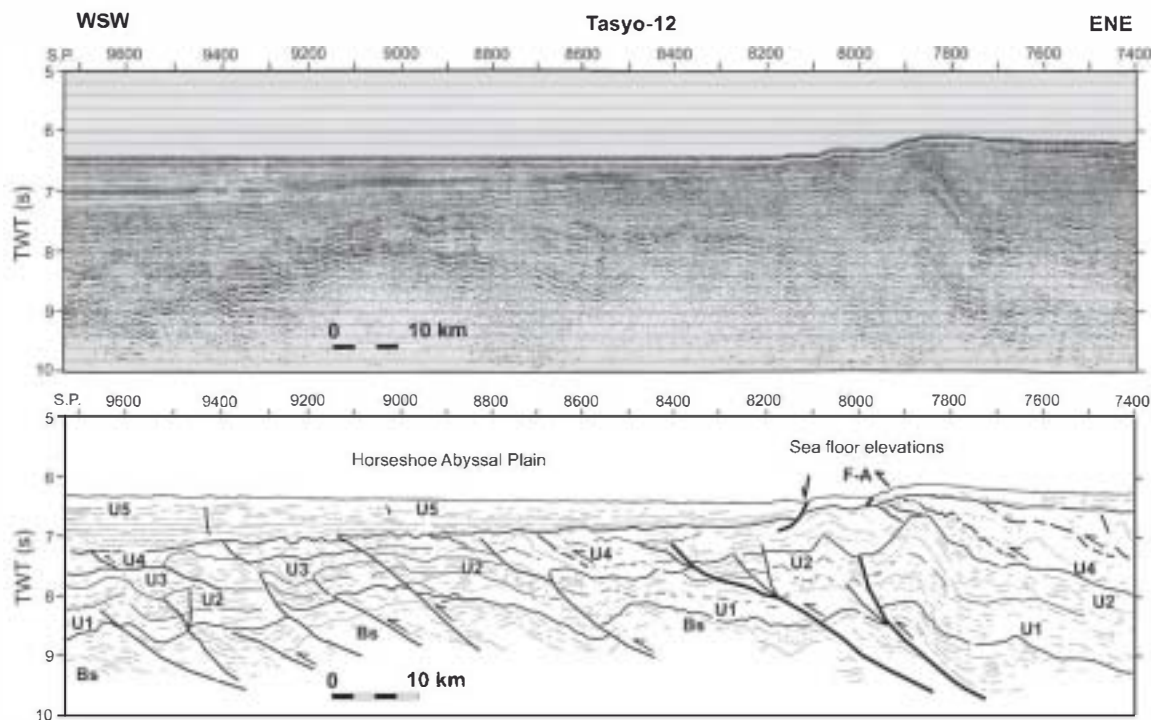 WSW Tasyo-12 ENE
S.P. 9600 9400 9200 9000 8800 8600 8400 8200 8000 7800 7600 7400
5
6
7
TWT (s)
8
9
0 10 km
10
S.P. 9600 9400 9200 9000 8800 8600 8400 8200 8000 7800 7600 7400
5
Horseshoe Abyssal Plain Sea floor elevations
6 F-A
U5 U5
7
TWT (s)
U4 U3 U2 U4 U2 U4
U3
8 U2 U2
U1 Bs U1 Bs U1
9 Bs
0 10 km
10